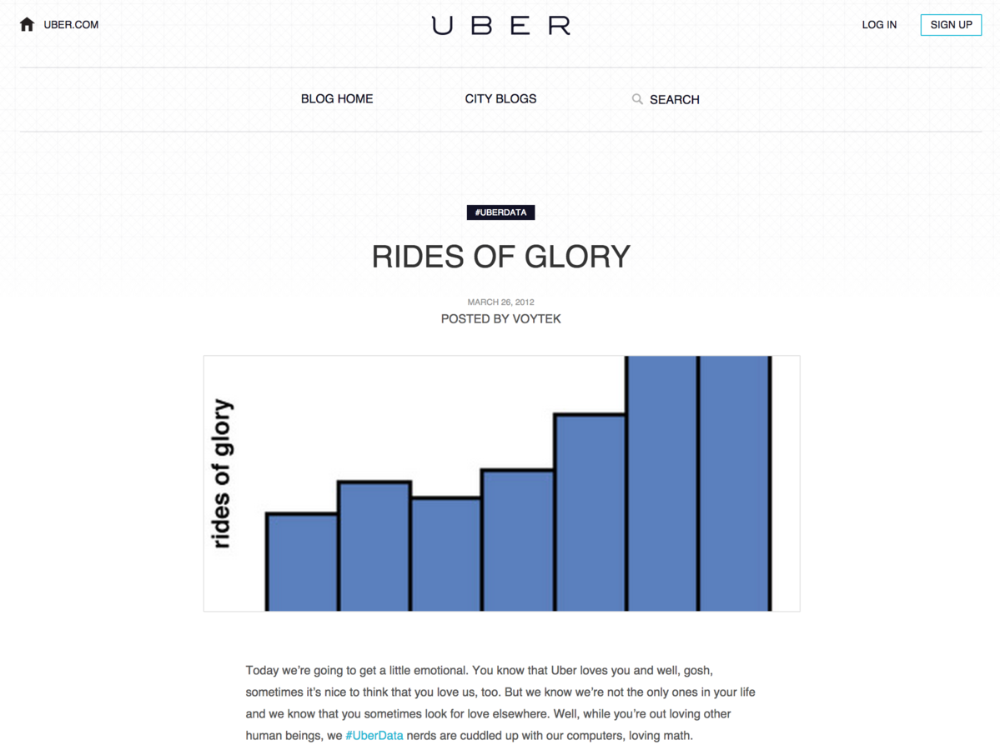 UBER.COM
UBER
LOG IN
SIGN UP
BLOG HOME
CITY BLOGS
SEARCH
#UBERDATA
RIDES OF GLORY
MARCH 26, 2012
POSTED BY VOYTEK
rides of glory
Today we're going to get a little emotional. You know that Uber loves you and well, gosh,
sometimes it's nice to think that you love us, too. But we know we're not the only ones in your life
and we know that you sometimes look for love elsewhere. Well, while you're out loving other
human beings, we #UberData nerds are cuddled up with our computers, loving math.